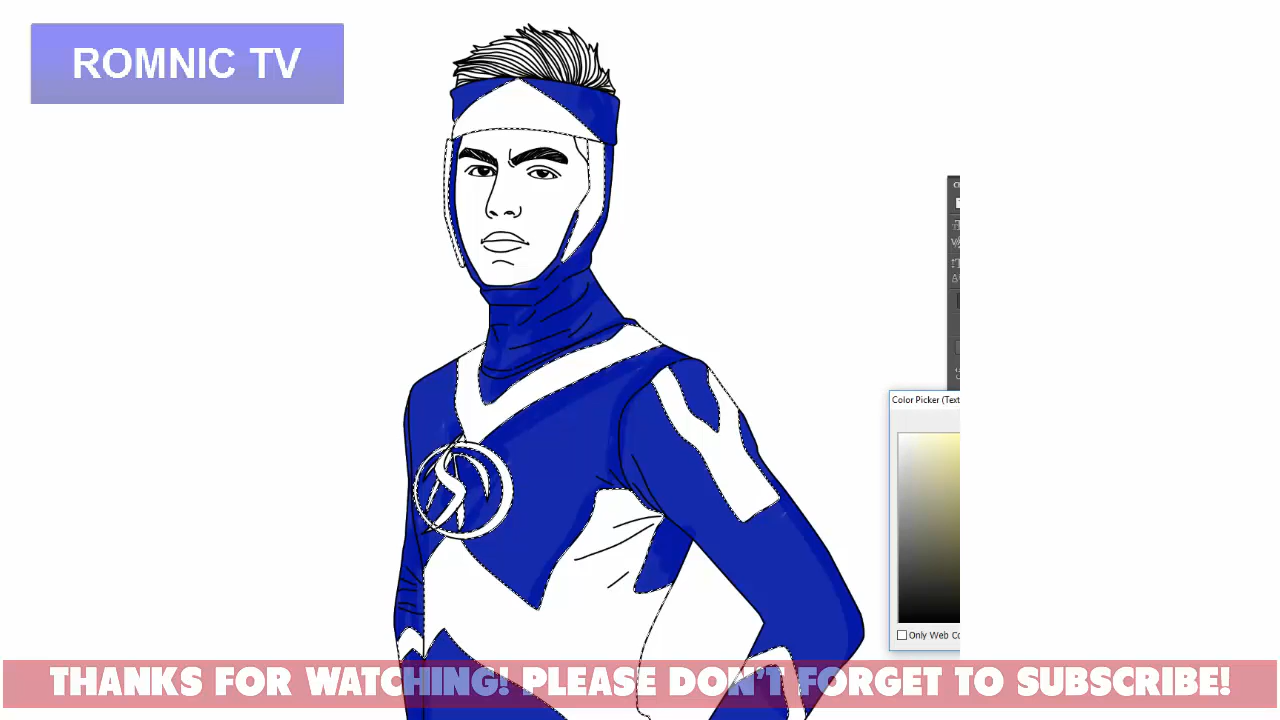 ROMNIC TV
Color Picker (Text
Only Web Co
THANKS FOR WATCHING! PLEASE DON'T FORGET TO SUBSCRIBE!